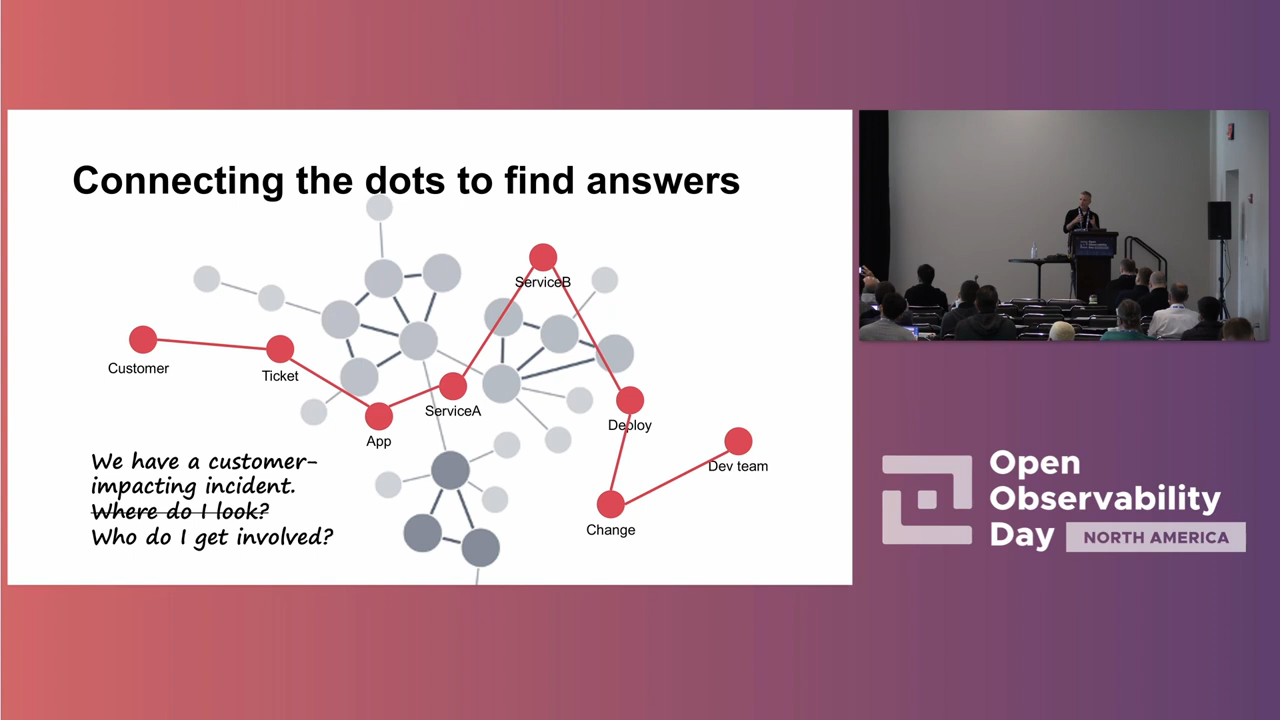 Connecting the dots to find answers
ServiceB
Customer
Ticket
ServiceA
App
Deploy
Dev team
Change
We have a customer-
impacting incident.
Where do I look?
Who do I get involved?
Open
Observability
Day
NORTH AMERICA